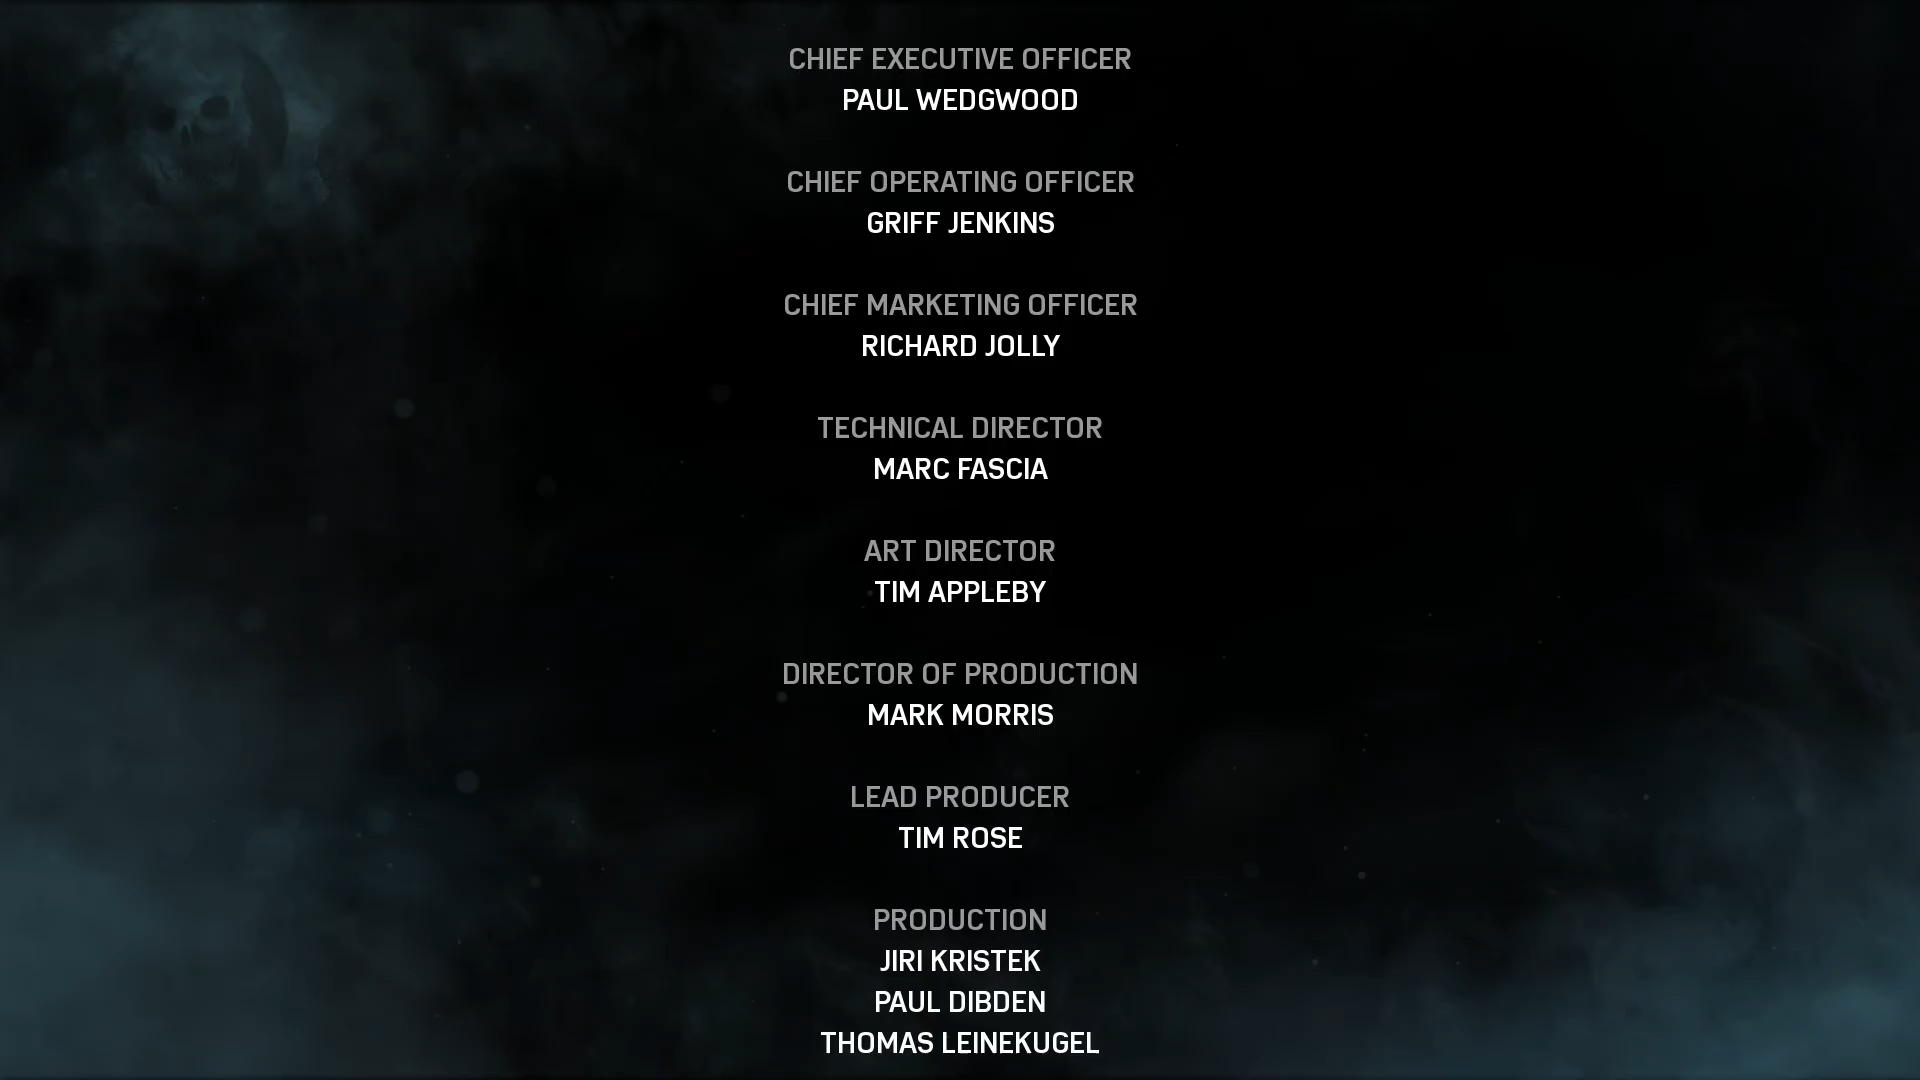 CHIEF EXECUTIVE OFFICER
PAUL WEDGWOOD
CHIEF OPERATING OFFICER
GRIFF JENKINS
CHIEF MARKETING OFFICER
RICHARD JOLLY
TECHNICAL DIRECTOR
MARC FASCIA
ART DIRECTOR
TIM APPLEBY
DIRECTOR OF PRODUCTION
MARK MORRIS
LEAD PRODUCER
TIM ROSE
PRODUCTION
JIRI KRISTEK
PAUL DIBDEN
THOMAS LEINEKUGEL